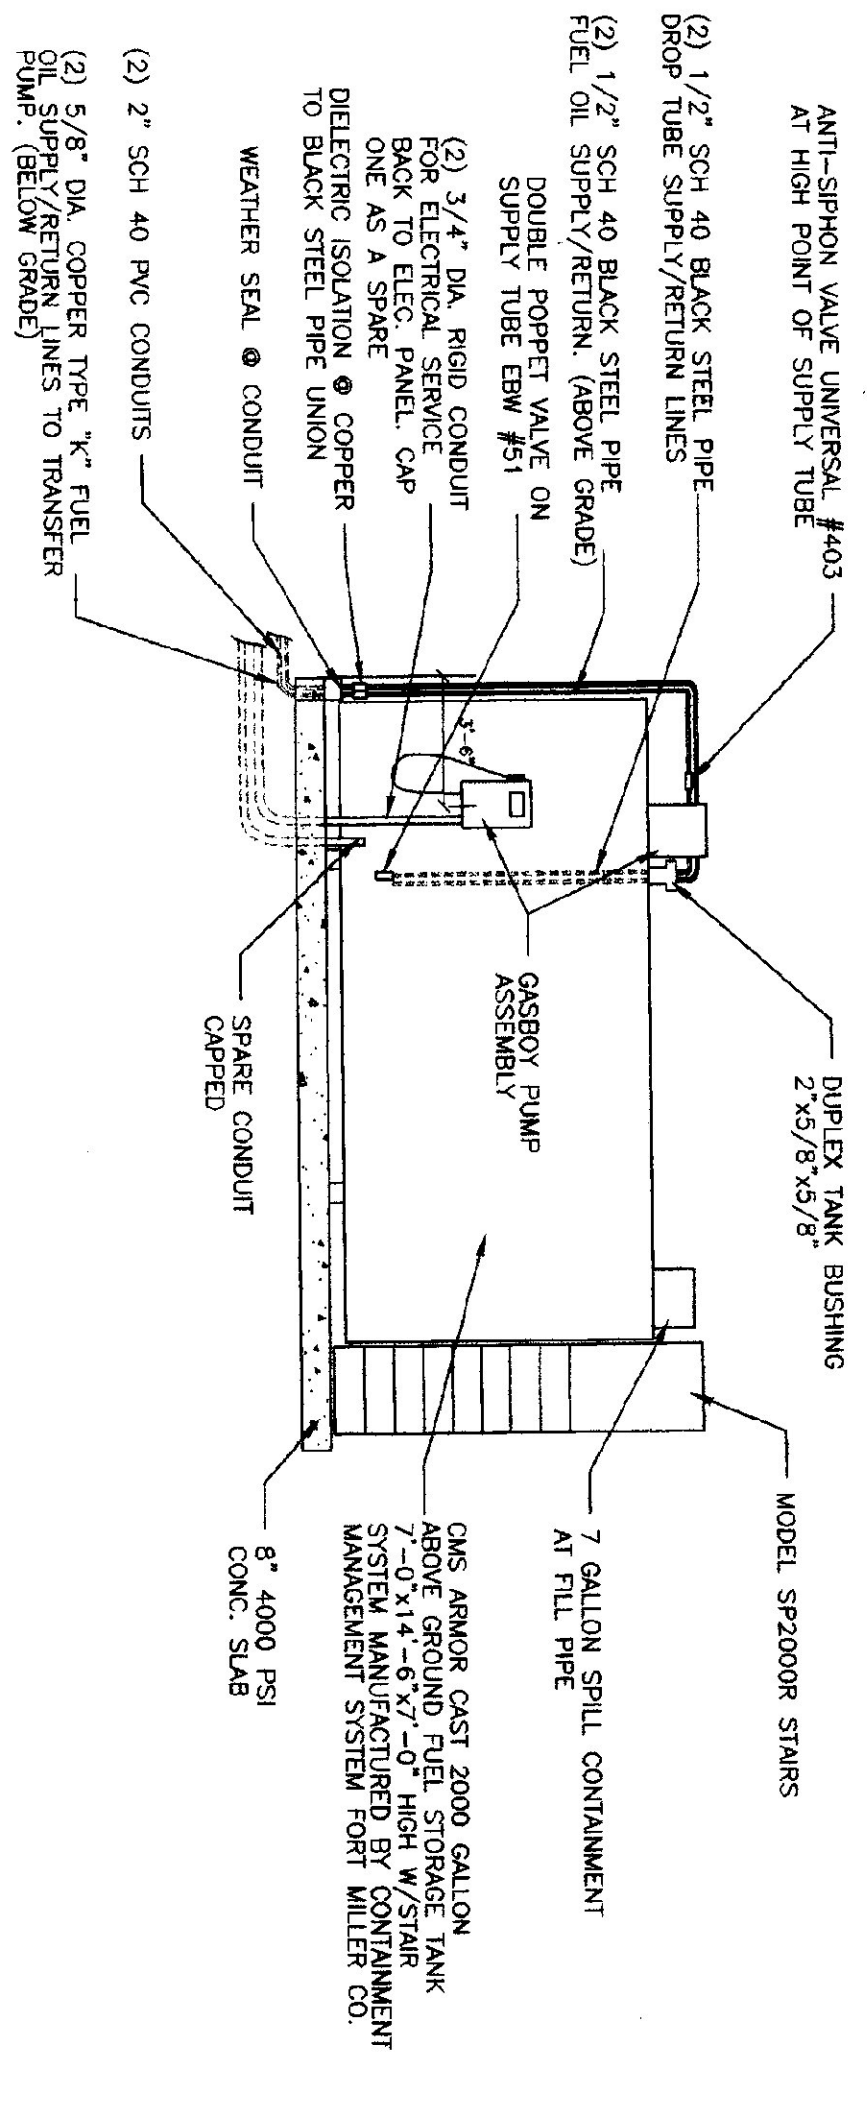 ANTI-SIPHON VALVE UNIVERSAL #403
AT HIGH POINT OF SUPPLY TUBE
(2) 1/2" SCH 40 BLACK STEEL PIPE
DROP TUBE SUPPLY/RETURN LINES
(2) 1/2" SCH 40 BLACK STEEL PIPE
FUEL OIL SUPPLY/RETURN. (ABOVE GRADE)
DOUBLE POPPET VALVE ON
SUPPLY TUBE EBW #51
(2) 3/4" DIA. RIGID CONDUIT
FOR ELECTRICAL SERVICE
BACK TO ELEC. PANEL. CAP
ONE AS A SPARE
DIELECTRIC ISOLATION @ COPPER
TO BLACK STEEL PIPE UNION
WEATHER SEAL @ CONDUIT
(2) 2" SCH 40 PVC CONDUITS
(2) 5/8" DIA. COPPER TYPE "K" FUEL
OIL SUPPLY/RETURN LINES TO TRANSFER
PUMP. (BELOW GRADE)
3'-6"
DUPLEX TANK BUSHING
2"x5/8"x5/8"
GASBOY PUMP
ASSEMBLY
SPARE CONDUIT
CAPPED
MODEL SP2000R STAIRS
7 GALLON SPILL CONTAINMENT
AT FILL PIPE
CMS ARMOR CAST 2000 GALLON
ABOVE GROUND FUEL STORAGE TANK
7'-0"x14'-6"x7'-0" HIGH W/STAIR
SYSTEM MANUFACTURED BY CONTAINMENT
MANAGEMENT SYSTEM FORT MILLER CO.
8" 4000 PSI
CONC. SLAB